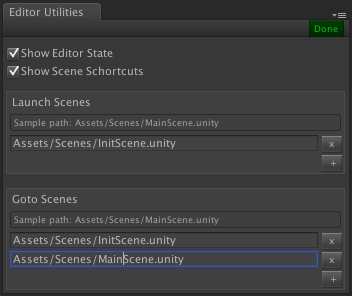 Editor Utilities
Done
Show Editor State
Show Scene Schortcuts
Launch Scenes
Sample path: Assets/Scenes/MainScene.unity
Assets/Scenes/InitScene.unity
x
+
Goto Scenes
Sample path: Assets/Scenes/MainScene.unity
Assets/Scenes/InitScene.unity
x
Assets/Scenes/MainScene.unity
x
+